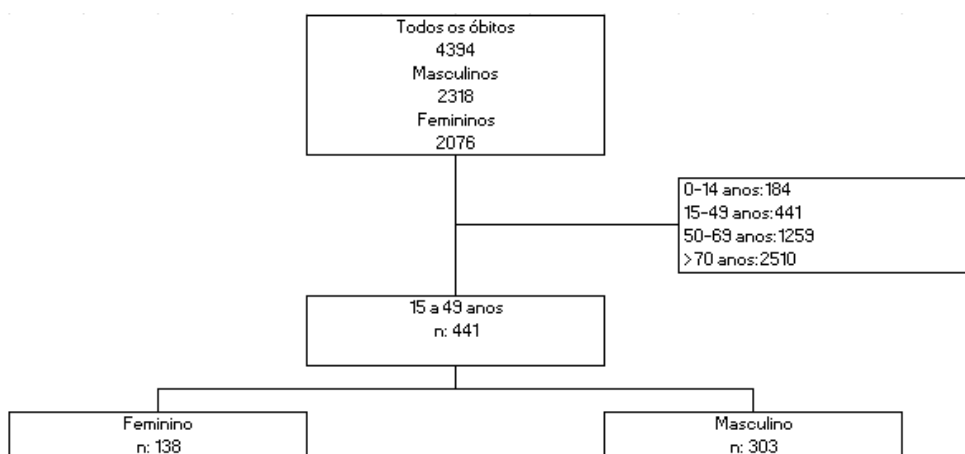 Todos os óbitos
4394
Masculinos
2318
Femininos
2076
0-14 anos:184
15-49 anos:441
50-69 anos:1259
>70 anos:2510
15 a 49 anos
n: 441
Feminino
n: 138
Masculino
n: 303